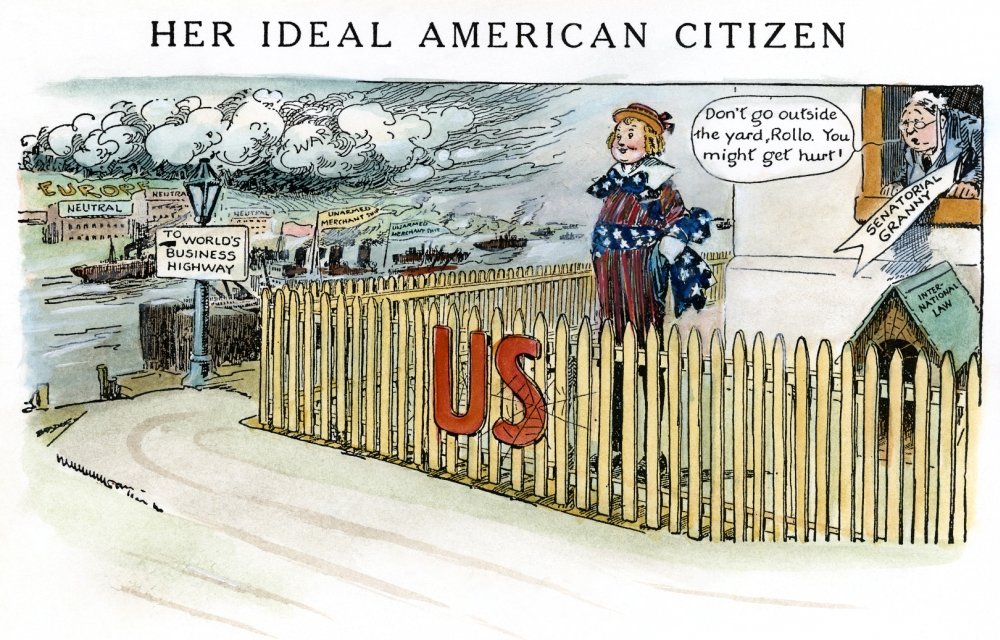 HER IDEAL AMERICAN CITIZEN
WAR
Don't go outside
the yard, Rollo. You
might get hurt!
SENATORIAL
GRANNY
EUROPE
NEUTRAL
NEUTRAL
NEUTRAL
UNARMED
MERCHANT SHIP
UNARMED
MERCHANT SHIP
TO WORLD'S
BUSINESS
HIGHWAY
INTER-
NATIONAL
LAW
US